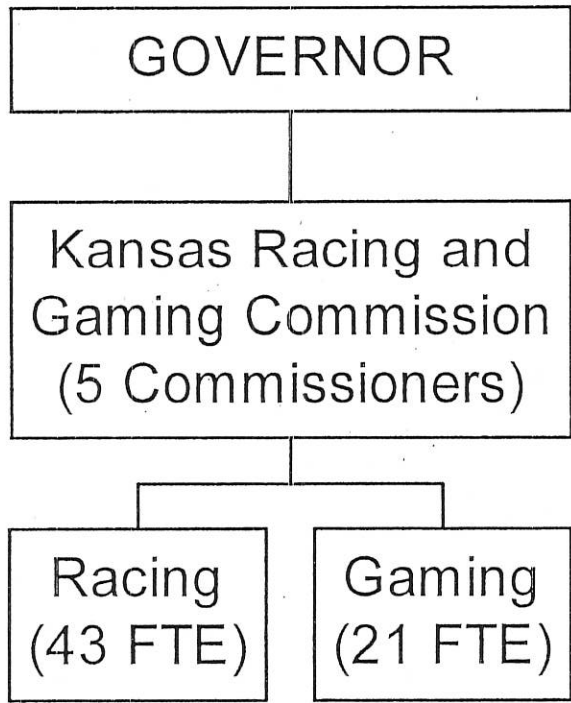 GOVERNOR
Kansas Racing and
Gaming Commission
(5 Commissioners)
Racing
(43 FTE)
Gaming
(21 FTE)